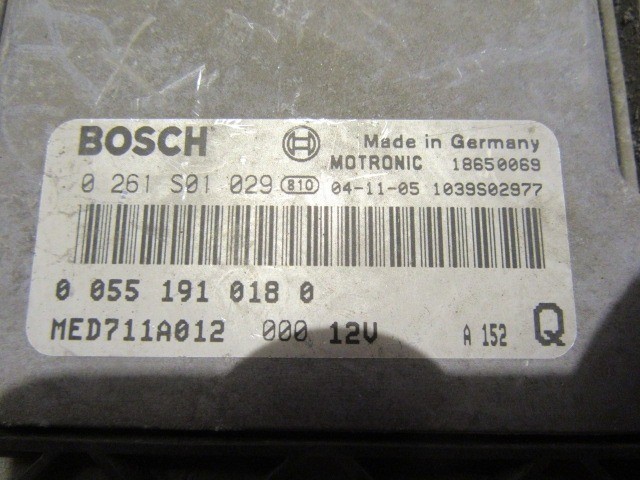 BOSCH Made in Germany
MOTRONIC 18650069
0 261 S01 029 810 04-11-05 1039S02977
0 055 191 018 0
MED711A012 000 12V A 152 Q